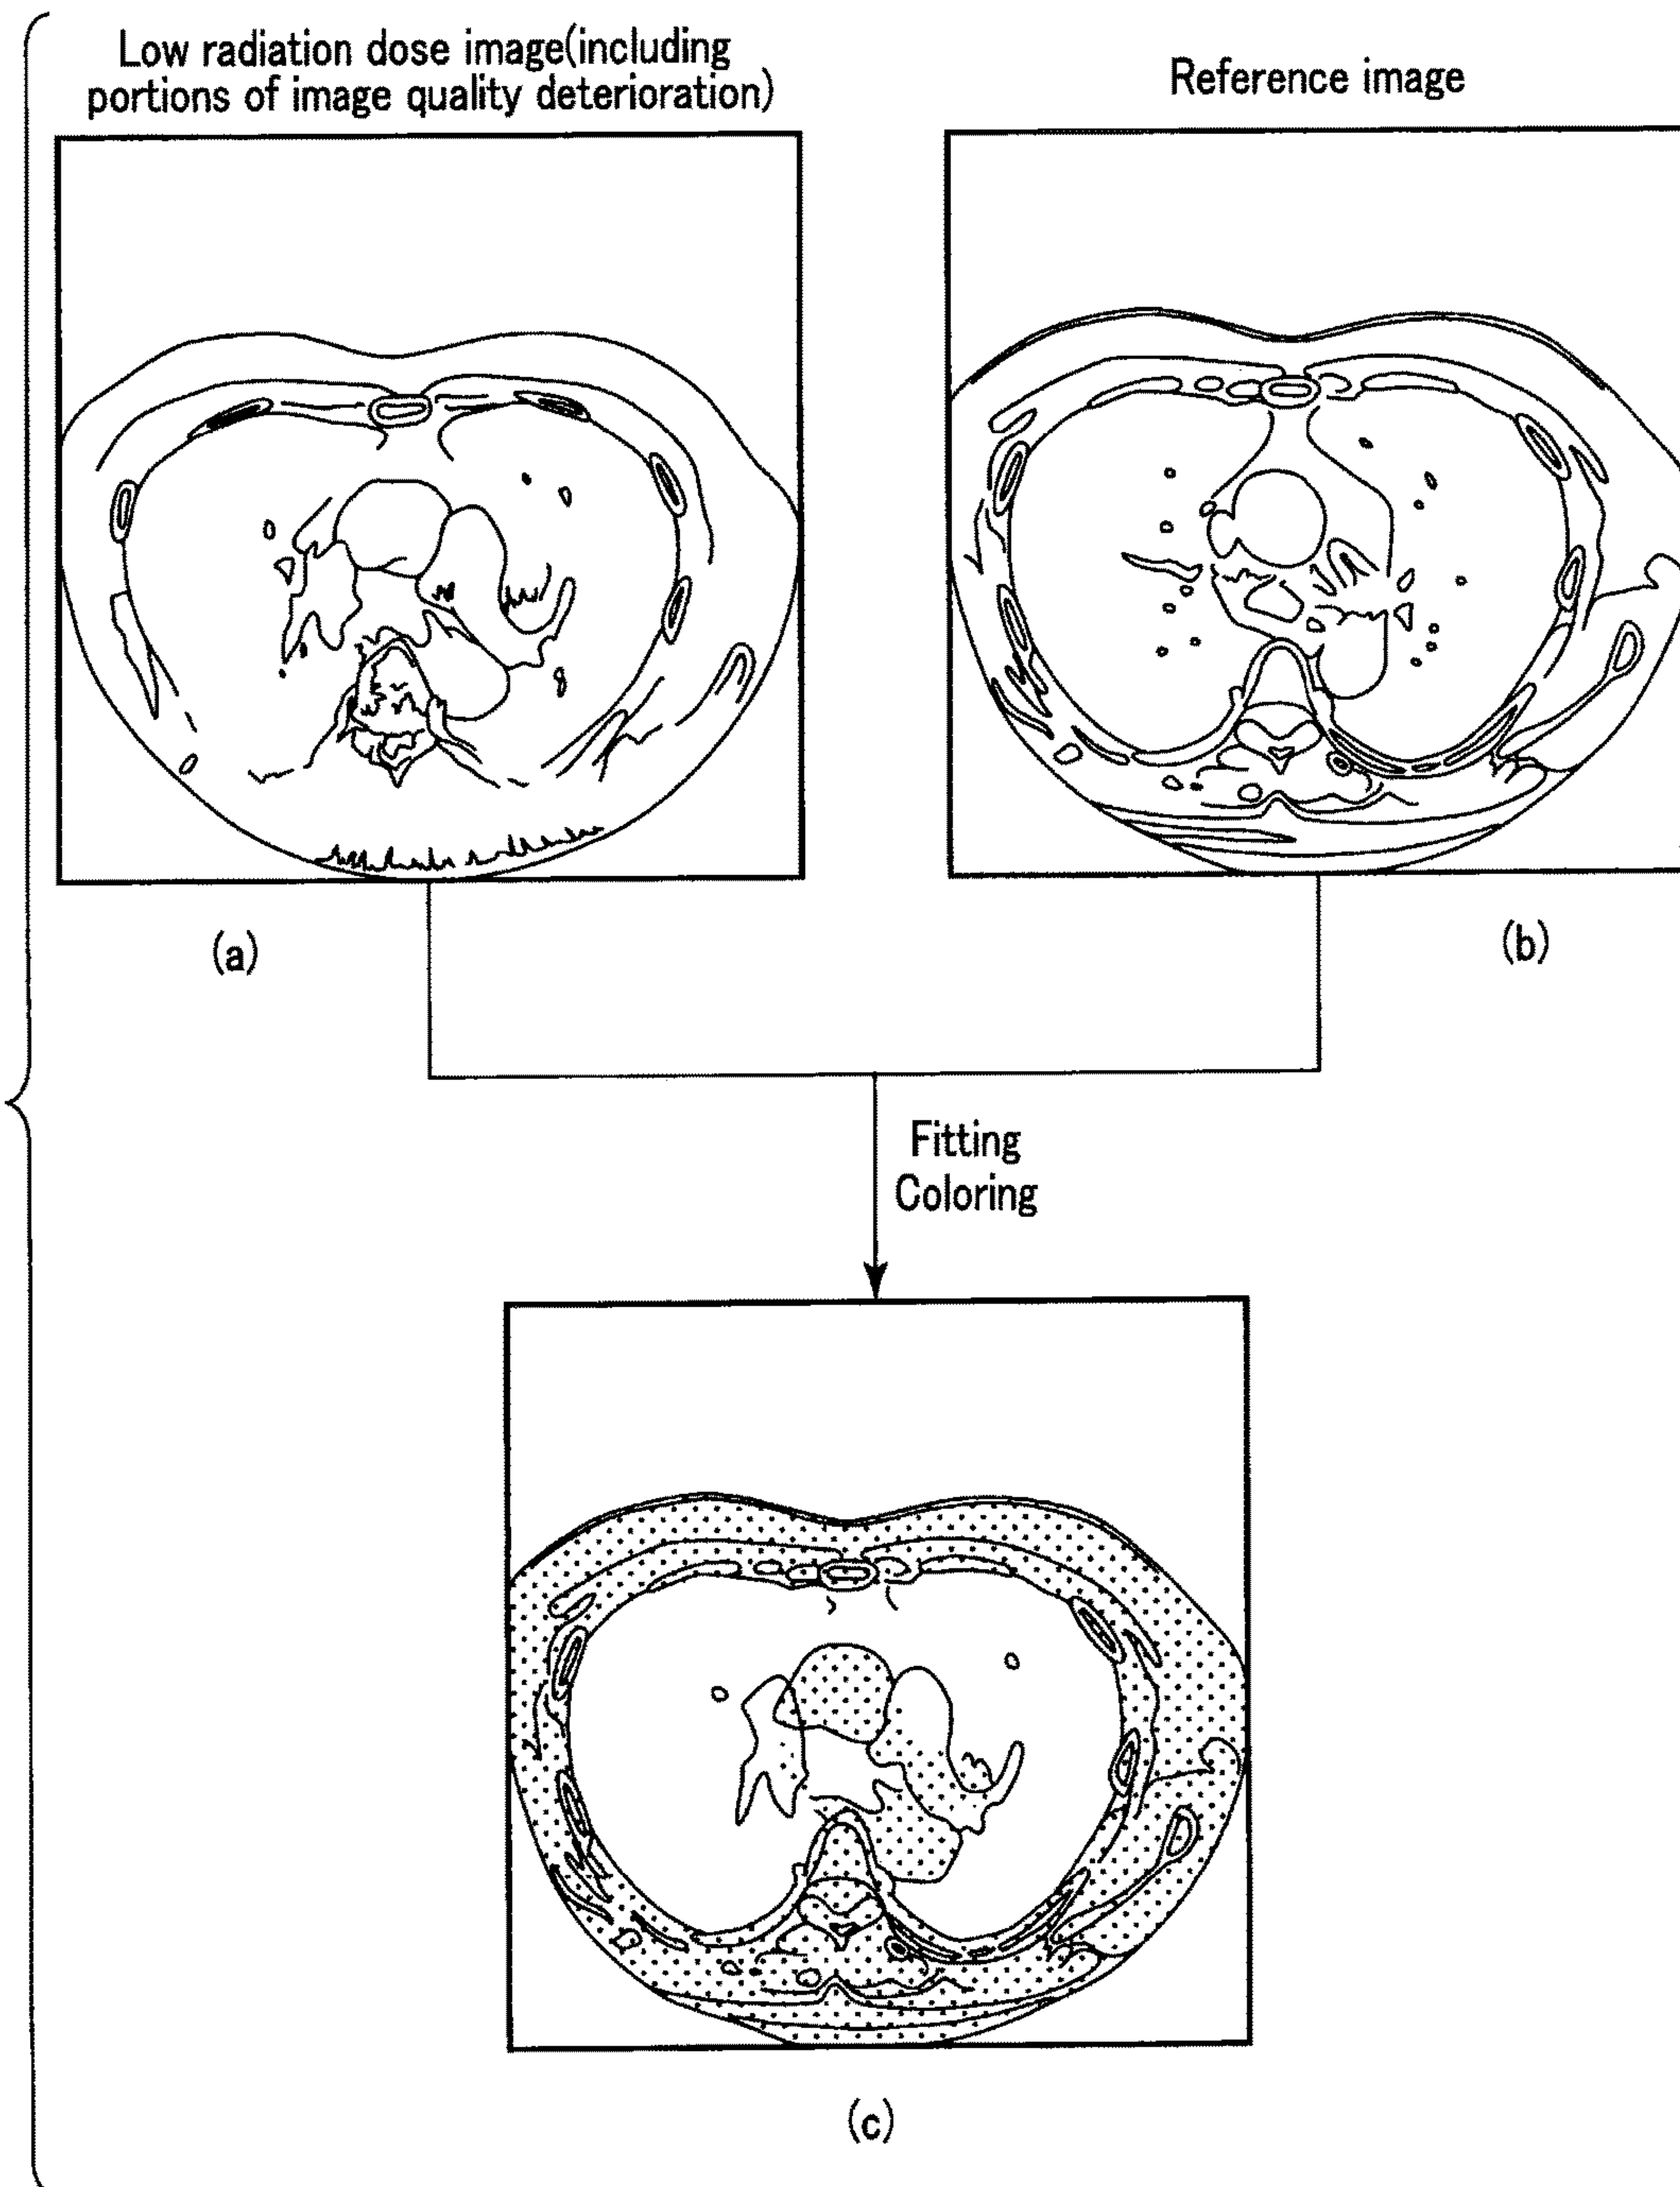 Low radiation dose image(including
portions of image quality deterioration)
Reference image
(a)
(b)
Fitting
Coloring
(c)